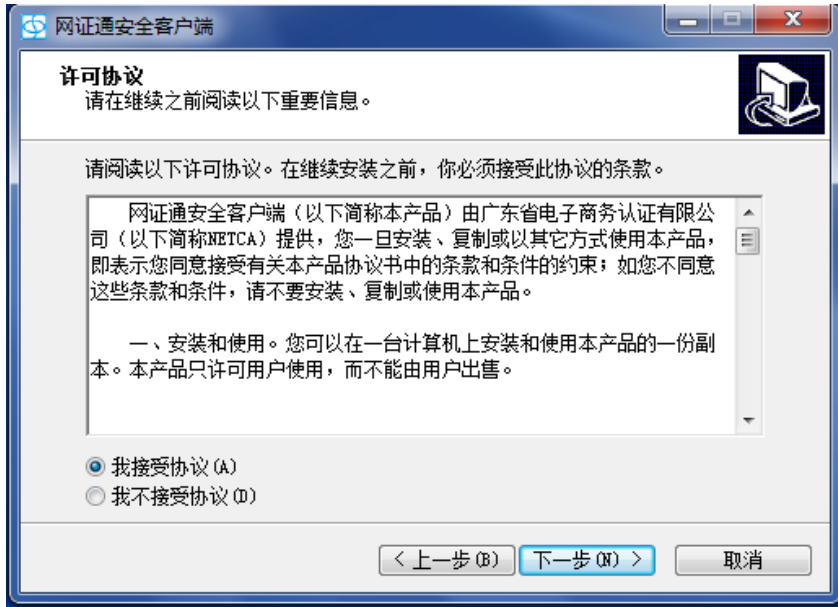 网证通安全客户端
许可协议
请在继续之前阅读以下重要信息。
请阅读以下许可协议。在继续安装之前，你必须接受此协议的条款。
网证通安全客户端（以下简称本产品）由广东省电子商务认证有限公
司（以下简称NETCA）提供，您一旦安装、复制或以其它方式使用本产品，
即表示您同意接受有关本产品协议书中的条款和条件的约束；如您不同意
这些条款和条件，请不要安装、复制或使用本产品。
一、安装和使用。您可以在一台计算机上安装和使用本产品的一份副
本。本产品只许可用户使用，而不能由用户出售。
我接受协议(A)
我不接受协议(D)
< 上一步(B) 下一步(N) > 取消